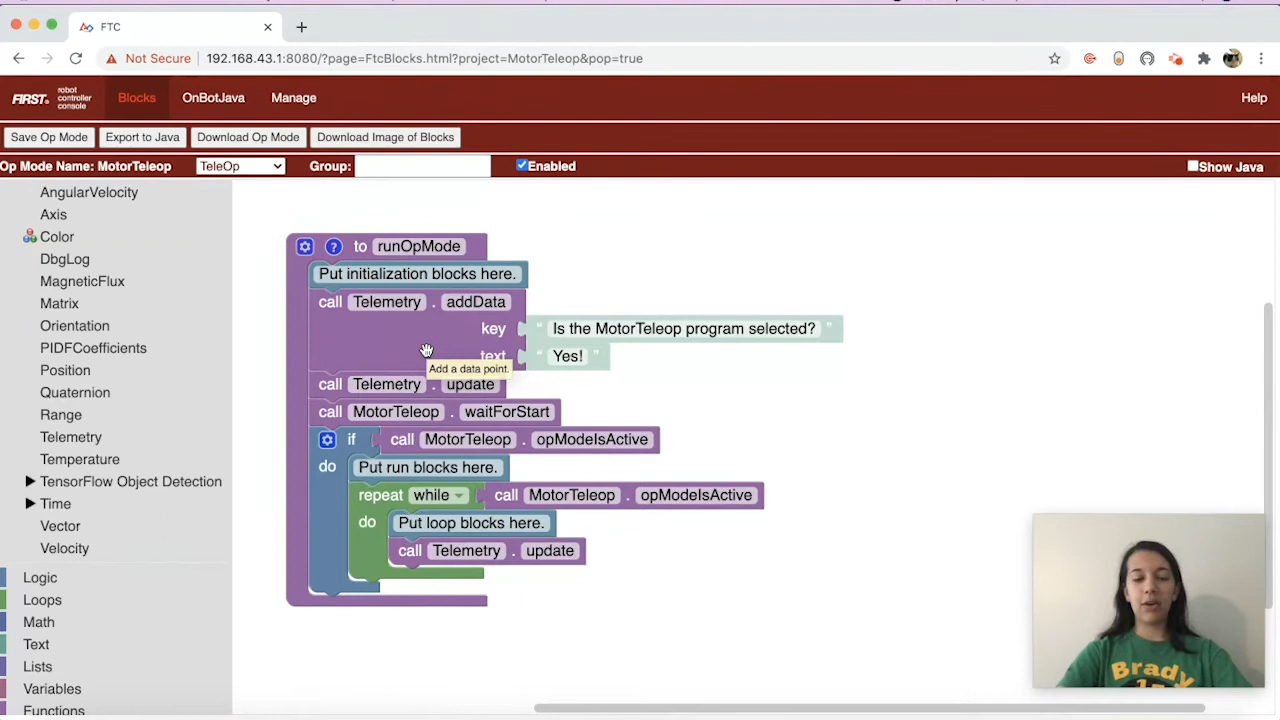 FTC
Not Secure 192.168.43.1:8080/?page=FtcBlocks.html?project=MotorTeleop&pop=true
FIRST. robot controller console Blocks OnBotJava Manage Help
Save Op Mode Export to Java Download Op Mode Download Image of Blocks
Op Mode Name: MotorTeleop TeleOp Group: Enabled Show Java
AngularVelocity
Axis
Color
DbgLog
MagneticFlux
Matrix
Orientation
PIDFCoefficients
Position
Quaternion
Range
Telemetry
Temperature
TensorFlow Object Detection
Time
Vector
Velocity
Logic
Loops
Math
Text
Lists
Variables
Functions
? to runOpMode
Put initialization blocks here.
call Telemetry . addData
key “ Is the MotorTeleop program selected? ”
text “ Yes! ”
Add a data point.
call Telemetry . update
call MotorTeleop . waitForStart
if call MotorTeleop . opModeIsActive
do Put run blocks here.
repeat while call MotorTeleop . opModeIsActive
do Put loop blocks here.
call Telemetry . update
Brady